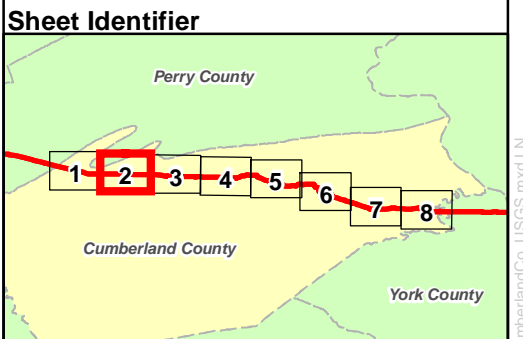 Sheet Identifier
Perry County
1 2 3 4 5 6 7 8
Cumberland County
York County